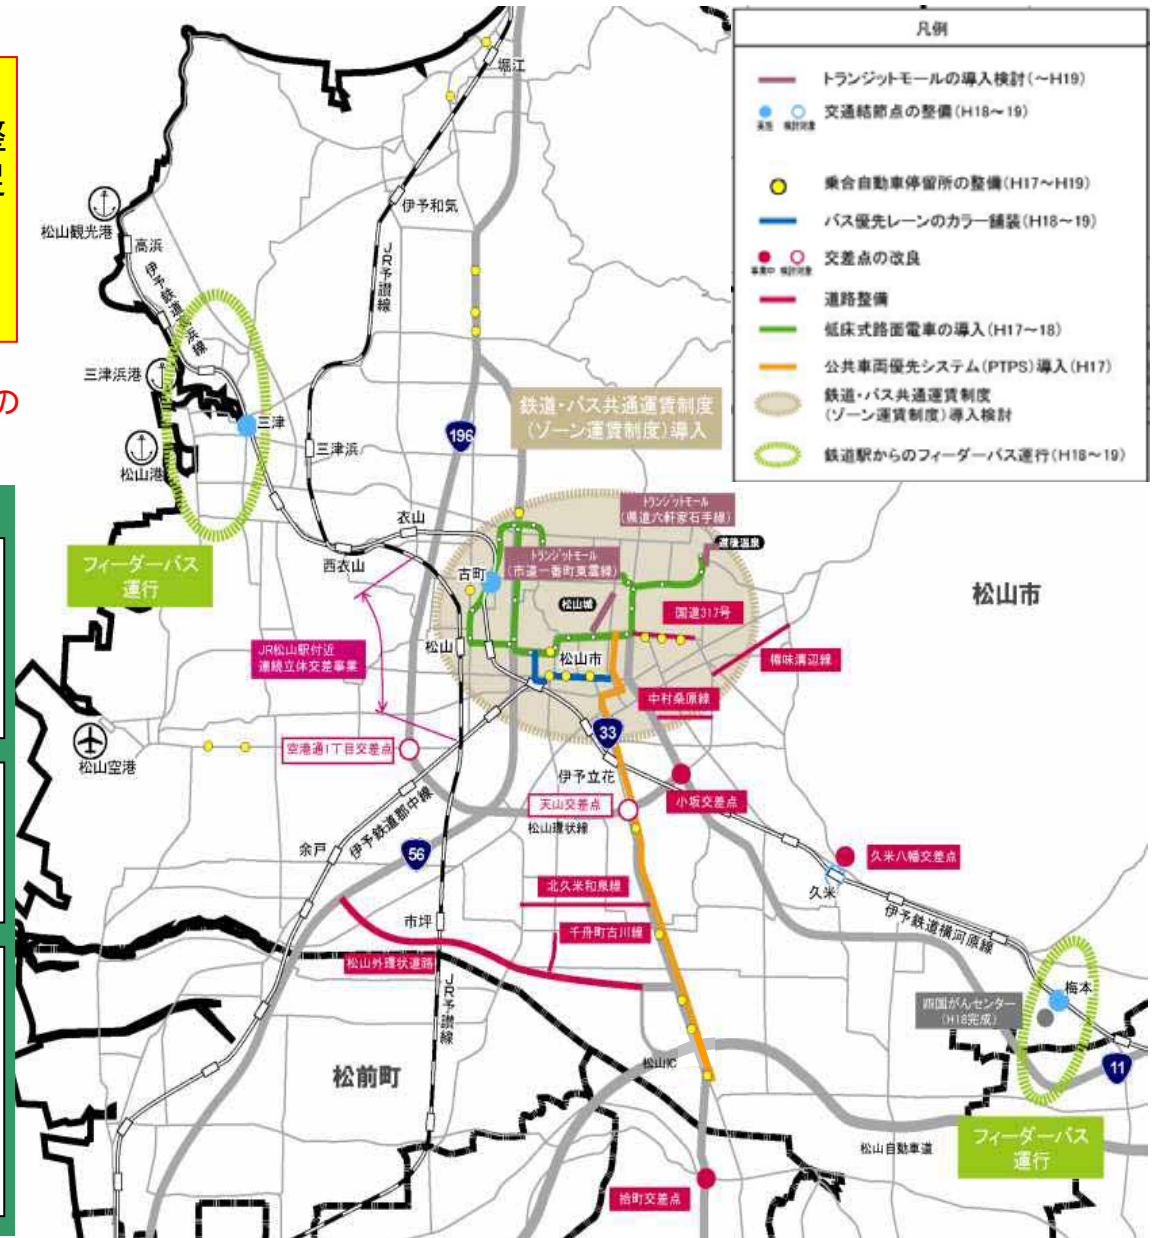 凡例
トランジットモールの導入検討(～H19)
交通結節点の整備(H18～19)
実施 検討対象
乗合自動車停留所の整備(H17～H19)
バス優先レーンのカラー舗装(H18～19)
交差点の改良
事業中 検討対象
道路整備
低床式路面電車の導入(H17～18)
公共車両優先システム(PTPS)導入(H17)
鉄道・バス共通運賃制度
(ゾーン運賃制度)導入検討
鉄道駅からのフィーダーバス運行(H18～19)
の
堀江
伊予和気
JR予讃線
松山観光港
高浜
伊予鉄道高浜線
三津浜港
三津
三津浜
松山港
196
鉄道・バス共通運賃制度
(ゾーン運賃制度)導入
フィーダーバス
運行
衣山
西衣山
古町
トランジットモール
(県道六軒家石手線)
トランジットモール
(市道一番町東雲線)
道後温泉
松山城
国道317号
松山市
樽味溝辺線
JR松山駅付近
連続立体交差事業
松山
松山市
中村桑原線
33
空港通1丁目交差点
松山空港
伊予立花
天山交差点
小坂交差点
松山環状線
伊予鉄道郡中線
余戸
56
久米八幡交差点
久米
北久米和泉線
伊予鉄道横河原線
市坪
千舟町古川線
松山外環状道路
JR予讃線
梅本
四国がんセンター
(H18完成)
松山IC
松前町
11
松山自動車道
フィーダーバス
運行
拾町交差点